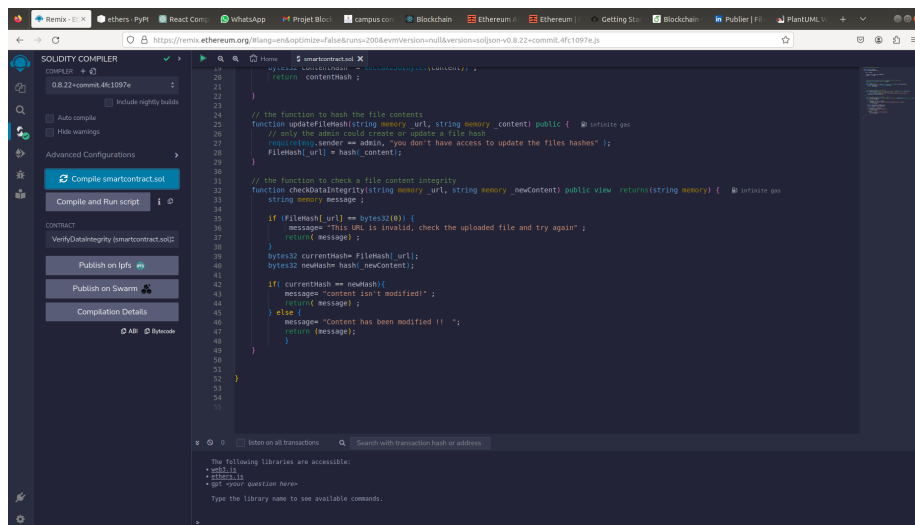 Remix - Et
ethers · PyPI
React Comp
WhatsApp
Projet Block
campus con
Blockchain
Ethereum A
Ethereum |
Getting Star
Blockchain
in Publier | Fil
PlantUML W
https://remix.ethereum.org/#lang=en&optimize=false&runs=200&evmVersion=null&version=soljson-v0.8.22+commit.4fc1097e.js
SOLIDITY COMPILER
COMPILER
0.8.22+commit.4fc1097e
Include nightly builds
Auto compile
Hide warnings
Advanced Configurations
Compile smartcontract.sol
Compile and Run script
CONTRACT
VerifyDataIntegrity (smartcontract.sol)
Publish on Ipfs
Publish on Swarm
Compilation Details
ABI Bytecode
Home
smartcontract.sol
20 return contentHash ;
21
22 }
23
24 // the function to hash the file contents
25 function updateFileHash(string memory _url, string memory _content) public { infinite gas
26 // only the admin could create or update a file hash
27 require(msg.sender == admin, "you don't have access to update the files hashes" );
28 FileHash[_url] = hash(_content);
29 }
30
31 // the function to check a file content integrity
32 function checkDataIntegrity(string memory _url, string memory _newContent) public view returns(string memory) { infinite gas
33 string memory message ;
34
35 if (FileHash[_url] == bytes32(0)) {
36 message= "This URL is invalid, check the uploaded file and try again" ;
37 return( message) ;
38 }
39 bytes32 currentHash= FileHash[_url];
40 bytes32 newHash= hash(_newContent);
41
42 if( currentHash == newHash){
43 message= "content isn't modified!" ;
44 return( message) ;
45 } else {
46 message= "Content has been modified !! ";
47 return (message);
48 }
49 }
50
51
52 }
53
54
55
0 listen on all transactions
Search with transaction hash or address
The following libraries are accessible:
• web3.js
• ethers.js
• gpt <your question here>
Type the library name to see available commands.
>